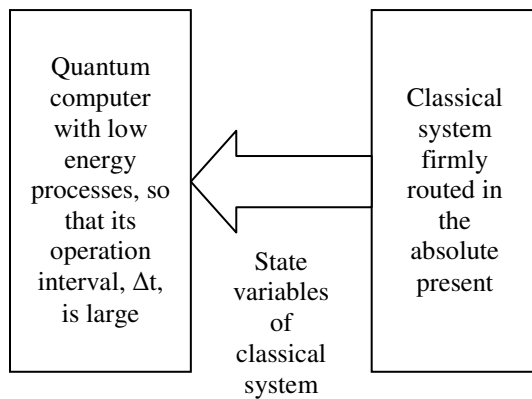 Quantum
computer
with low
energy
processes, so
that its
operation
interval, Δt,
is large
State
variables
of
classical
system
Classical
system
firmly
routed in
the
absolute
present